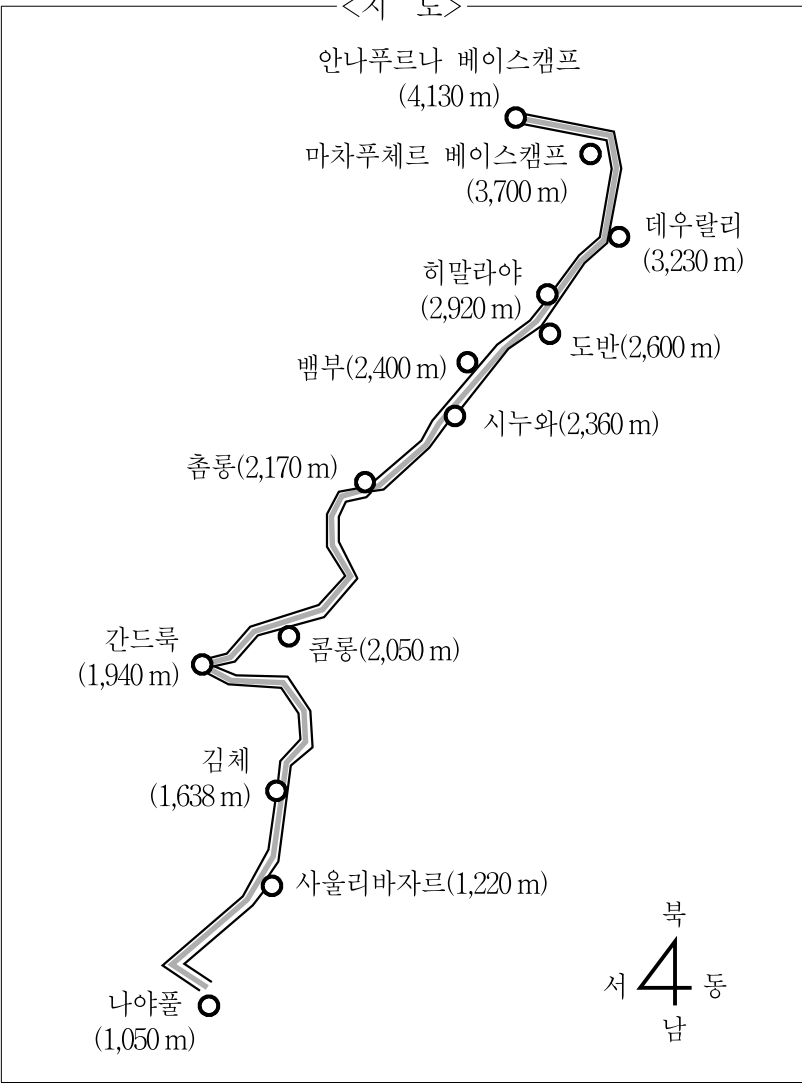 <지 도>
안나푸르나 베이스캠프
(4,130 m)
마차푸체르 베이스캠프
(3,700 m)
데우랄리
(3,230 m)
히말라야
(2,920 m)
도반(2,600 m)
뱀부(2,400 m)
시누와(2,360 m)
촘롱(2,170 m)
간드룩
(1,940 m)
콤롱(2,050 m)
김체
(1,638 m)
사울리바자르(1,220 m)
나야풀
(1,050 m)
북
서 동
남